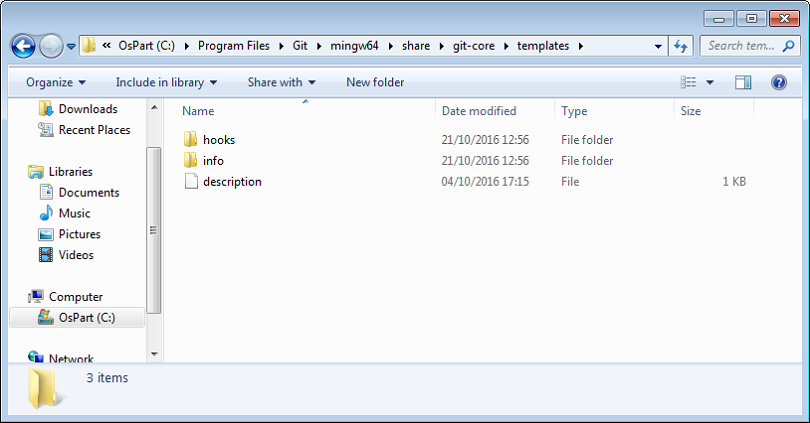 « OsPart (C:) ▸ Program Files ▸ Git ▸ mingw64 ▸ share ▸ git-core ▸ templates ▸ Search tem...
Organize Include in library Share with New folder
Name Date modified Type Size
Downloads
Recent Places
Libraries
Documents
Music
Pictures
Videos
Computer
OsPart (C:)
Network
hooks 21/10/2016 12:56 File folder
info 21/10/2016 12:56 File folder
description 04/10/2016 17:15 File 1 KB
3 items